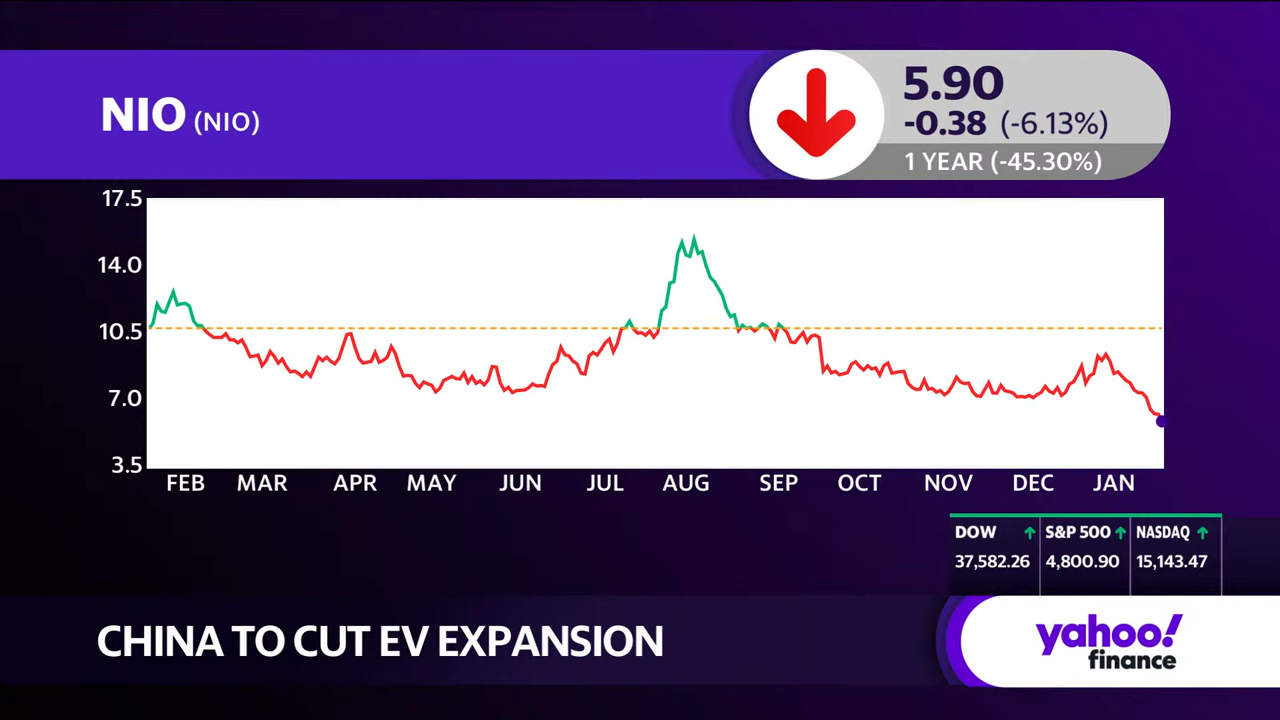 NIO (NIO)
5.90
-0.38 (-6.13%)
1 YEAR (-45.30%)
17.5
14.0
10.5
7.0
3.5
FEB MAR APR MAY JUN JUL AUG SEP OCT NOV DEC JAN
DOW S&P 500 NASDAQ
37,582.26 4,800.90 15,143.47
CHINA TO CUT EV EXPANSION
yahoo!
finance